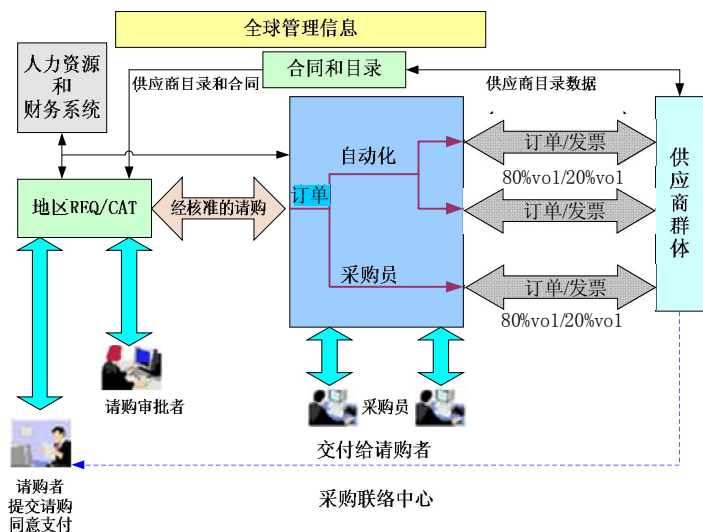 全球管理信息
人力资源
和
财务系统
合同和目录
供应商目录和合同
供应商目录数据
自动化
订单/发票
80%vo1/20%vo1
供应商群体
地区REQ/CAT
经核准的请购
订单
订单/发票
采购员
订单/发票
80%vo1/20%vo1
请购审批者
采购员
交付给请购者
请购者
提交请购
同意支付
采购联络中心